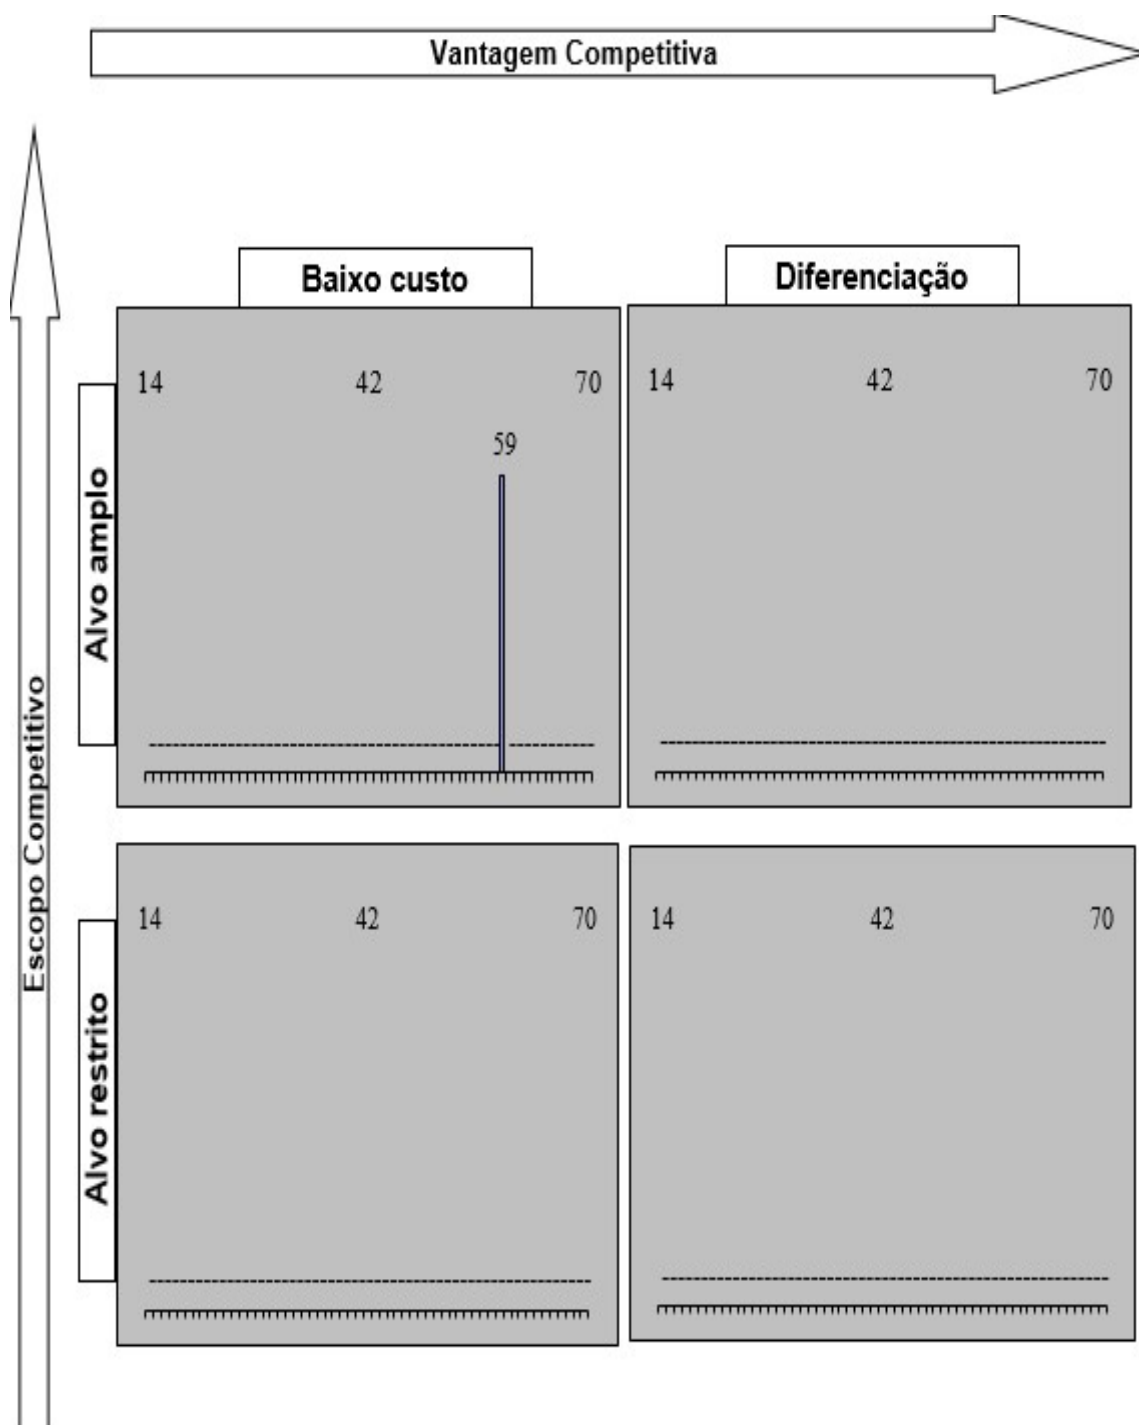 Vantagem Competitiva
Baixo custo
Diferenciação
Escopo Competitivo
Alvo amplo
14 42 70
59
14 42 70
Alvo restrito
14 42 70
14 42 70